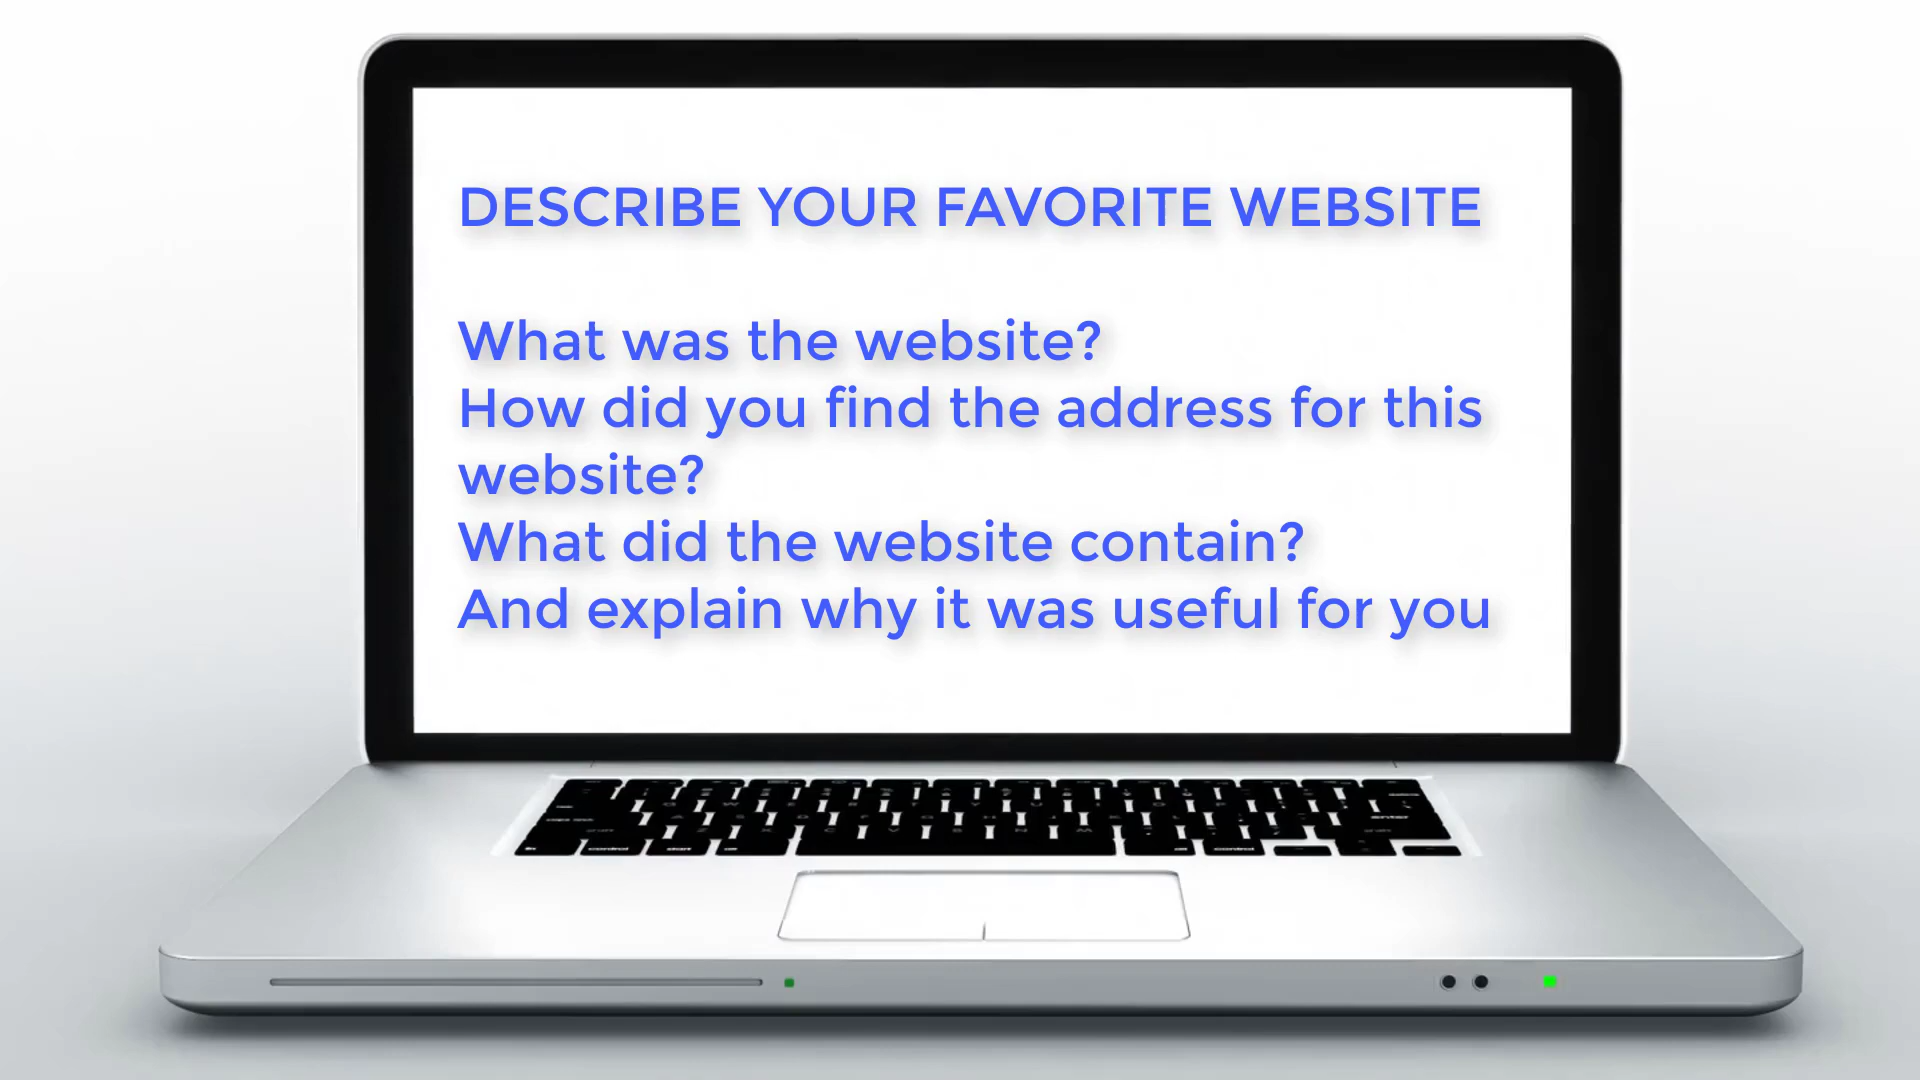 DESCRIBE YOUR FAVORITE WEBSITE
What was the website?
How did you find the address for this
website?
What did the website contain?
And explain why it was useful for you